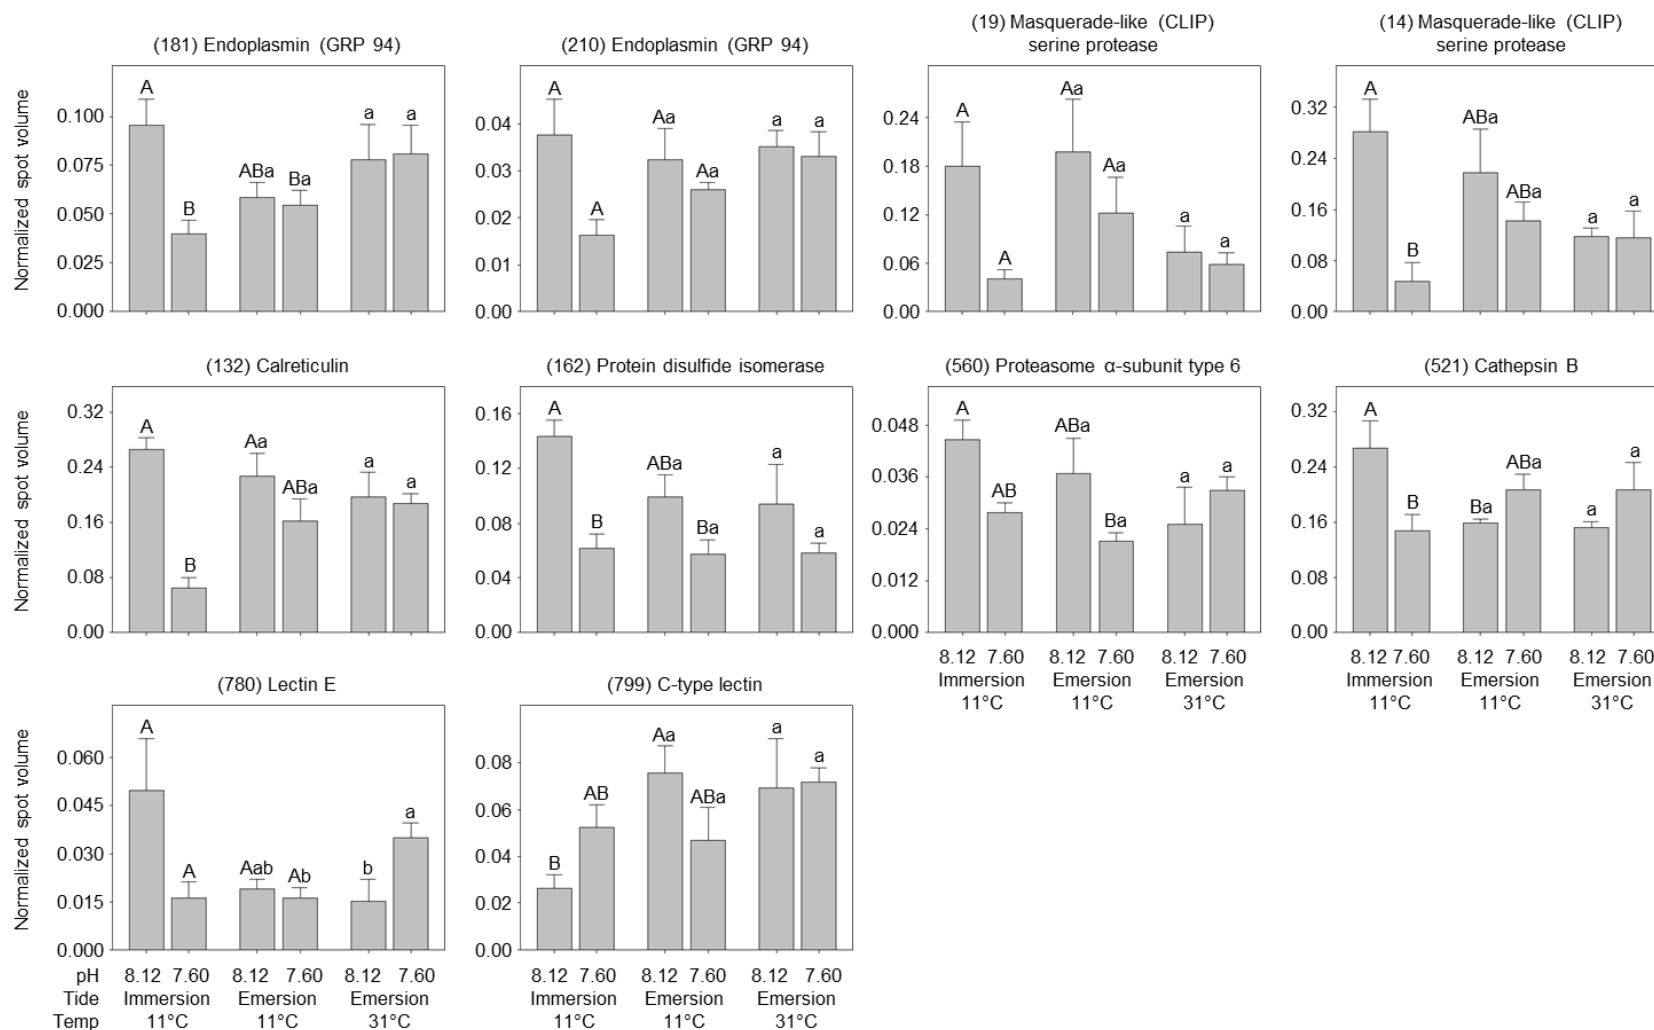 (181) Endoplasmin (GRP 94)
Normalized spot volume
0.100
0.075
0.050
0.025
0.000
A
B
ABa
Ba
a
a
(210) Endoplasmin (GRP 94)
0.04
0.03
0.02
0.01
0.00
A
A
Aa
Aa
a
a
(19) Masquerade-like (CLIP)
serine protease
0.24
0.18
0.12
0.06
0.00
A
A
Aa
Aa
a
a
(14) Masquerade-like (CLIP)
serine protease
0.32
0.24
0.16
0.08
0.00
A
B
ABa
ABa
a
a
(132) Calreticulin
Normalized spot volume
0.32
0.24
0.16
0.08
0.00
A
B
Aa
ABa
a
a
(162) Protein disulfide isomerase
0.16
0.12
0.08
0.04
0.00
A
B
ABa
Ba
a
a
(560) Proteasome α-subunit type 6
0.048
0.036
0.024
0.012
0.000
A
AB
ABa
Ba
a
a
8.12 7.60 8.12 7.60 8.12 7.60
Immersion Emersion Emersion
11°C 11°C 31°C
(521) Cathepsin B
0.32
0.24
0.16
0.08
0.00
A
B
Ba
ABa
a
a
8.12 7.60 8.12 7.60 8.12 7.60
Immersion Emersion Emersion
11°C 11°C 31°C
(780) Lectin E
Normalized spot volume
0.060
0.045
0.030
0.015
0.000
A
A
Aab
Ab
b
a
pH 8.12 7.60 8.12 7.60 8.12 7.60
Tide Immersion Emersion Emersion
Temp 11°C 11°C 31°C
(799) C-type lectin
0.08
0.06
0.04
0.02
0.00
B
AB
Aa
ABa
a
a
8.12 7.60 8.12 7.60 8.12 7.60
Immersion Emersion Emersion
11°C 11°C 31°C